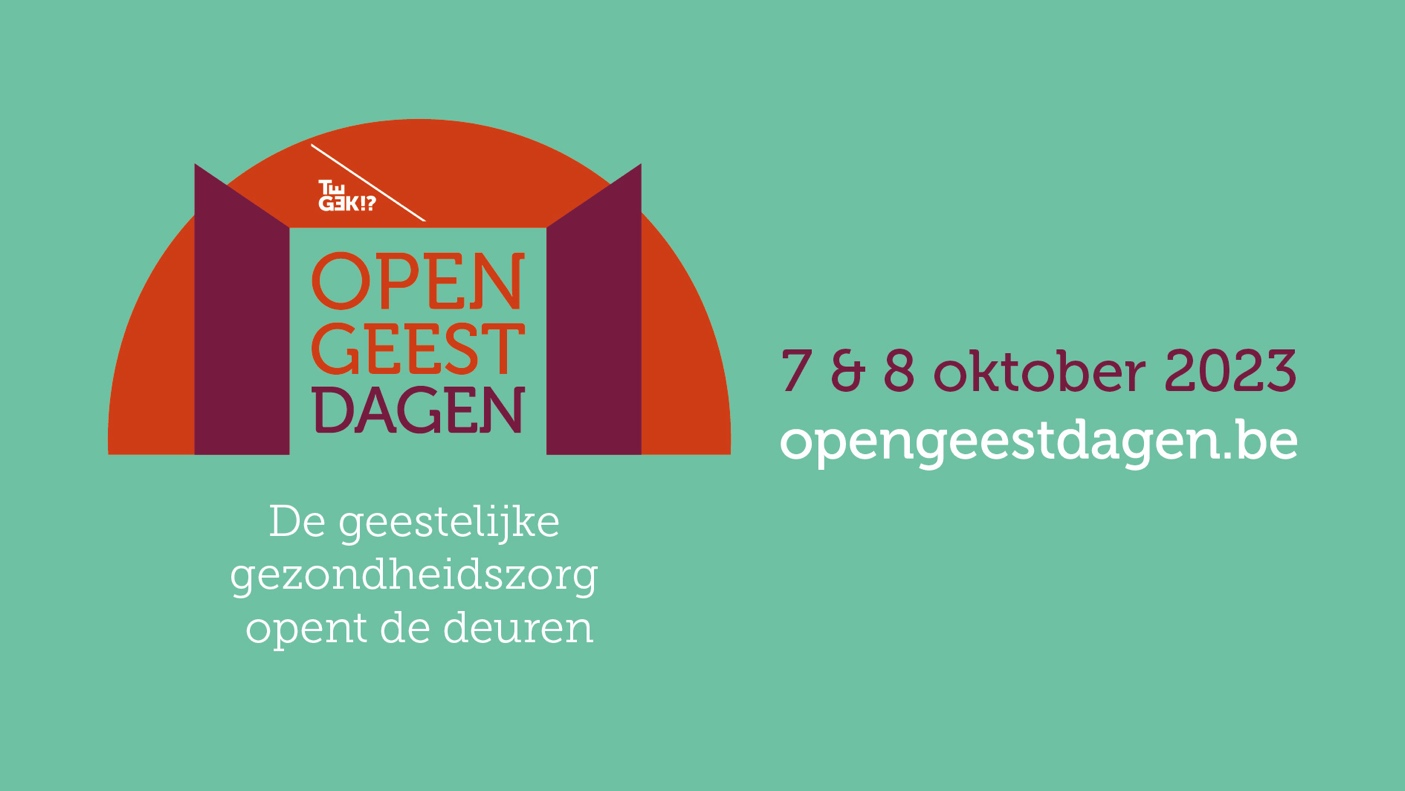 TE
GEK!?
OPEN
GEEST
DAGEN
De geestelijke
gezondheidszorg
opent de deuren
7 & 8 oktober 2023
opengeestdagen.be